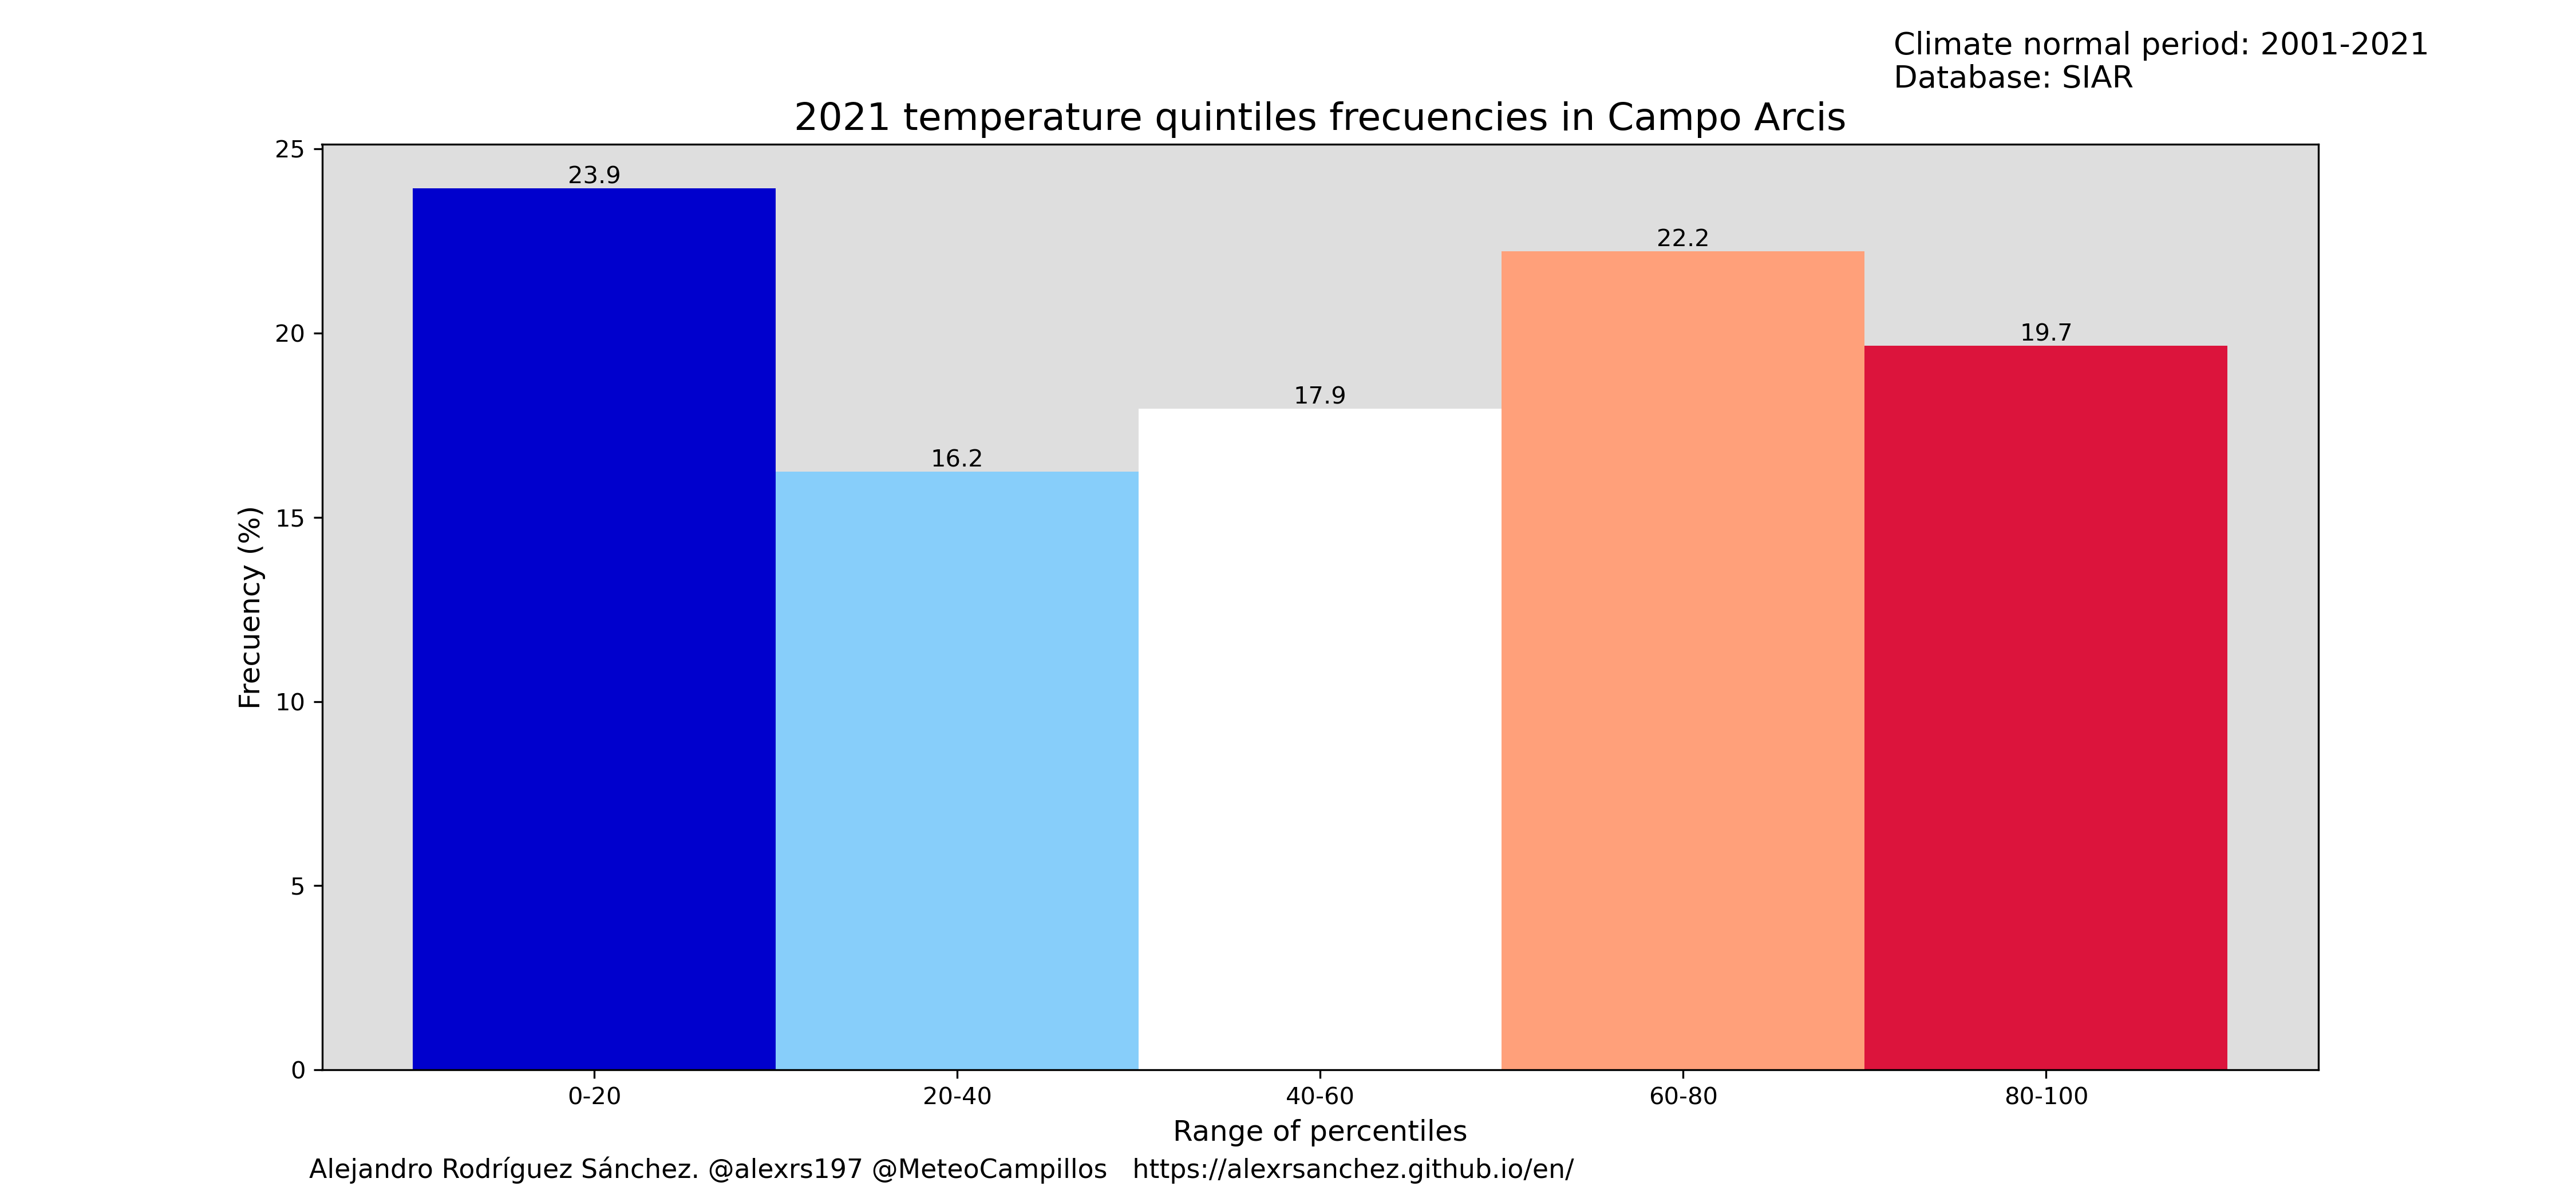 Climate normal period: 2001-2021
Database: SIAR
2021 temperature quintiles frecuencies in Campo Arcis
25
20
15
10
5
0
Frecuency (%)
23.9
16.2
17.9
22.2
19.7
0-20
20-40
40-60
60-80
80-100
Range of percentiles
Alejandro Rodríguez Sánchez. @alexrs197 @MeteoCampillos   https://alexrsanchez.github.io/en/